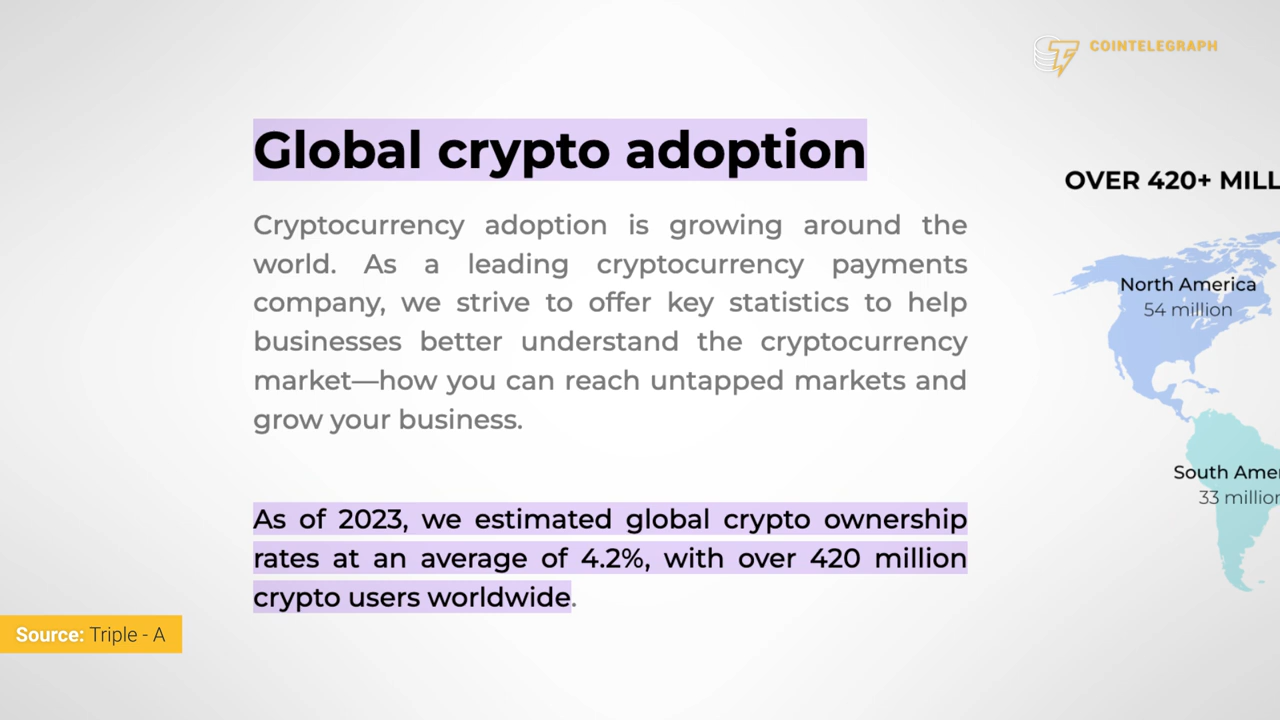 COINTELEGRAPH
Global crypto adoption
Cryptocurrency adoption is growing around the
world. As a leading cryptocurrency payments
company, we strive to offer key statistics to help
businesses better understand the cryptocurrency
market—how you can reach untapped markets and
grow your business.
As of 2023, we estimated global crypto ownership
rates at an average of 4.2%, with over 420 million
crypto users worldwide.
OVER 420+ MILL
North America
54 million
South Amer
33 million
Source: Triple - A